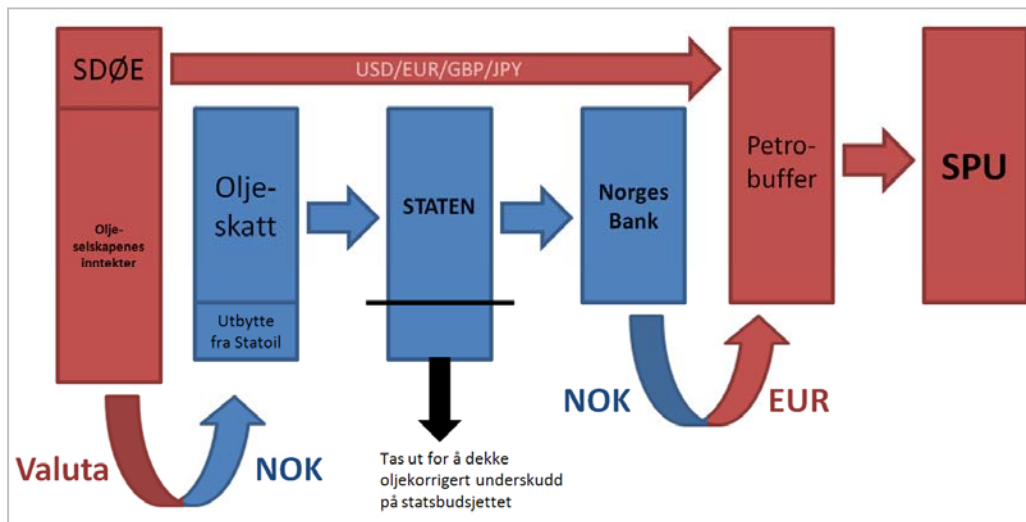 SDØE
USD/EUR/GBP/JPY
Olje-
selskapenes
inntekter
Olje-
skatt
Utbytte
fra Statoil
STATEN
Norges
Bank
Petro-
buffer
SPU
Valuta
NOK
Tas ut for å dekke
oljekorrigert underskudd
på statsbudsjettet
NOK
EUR